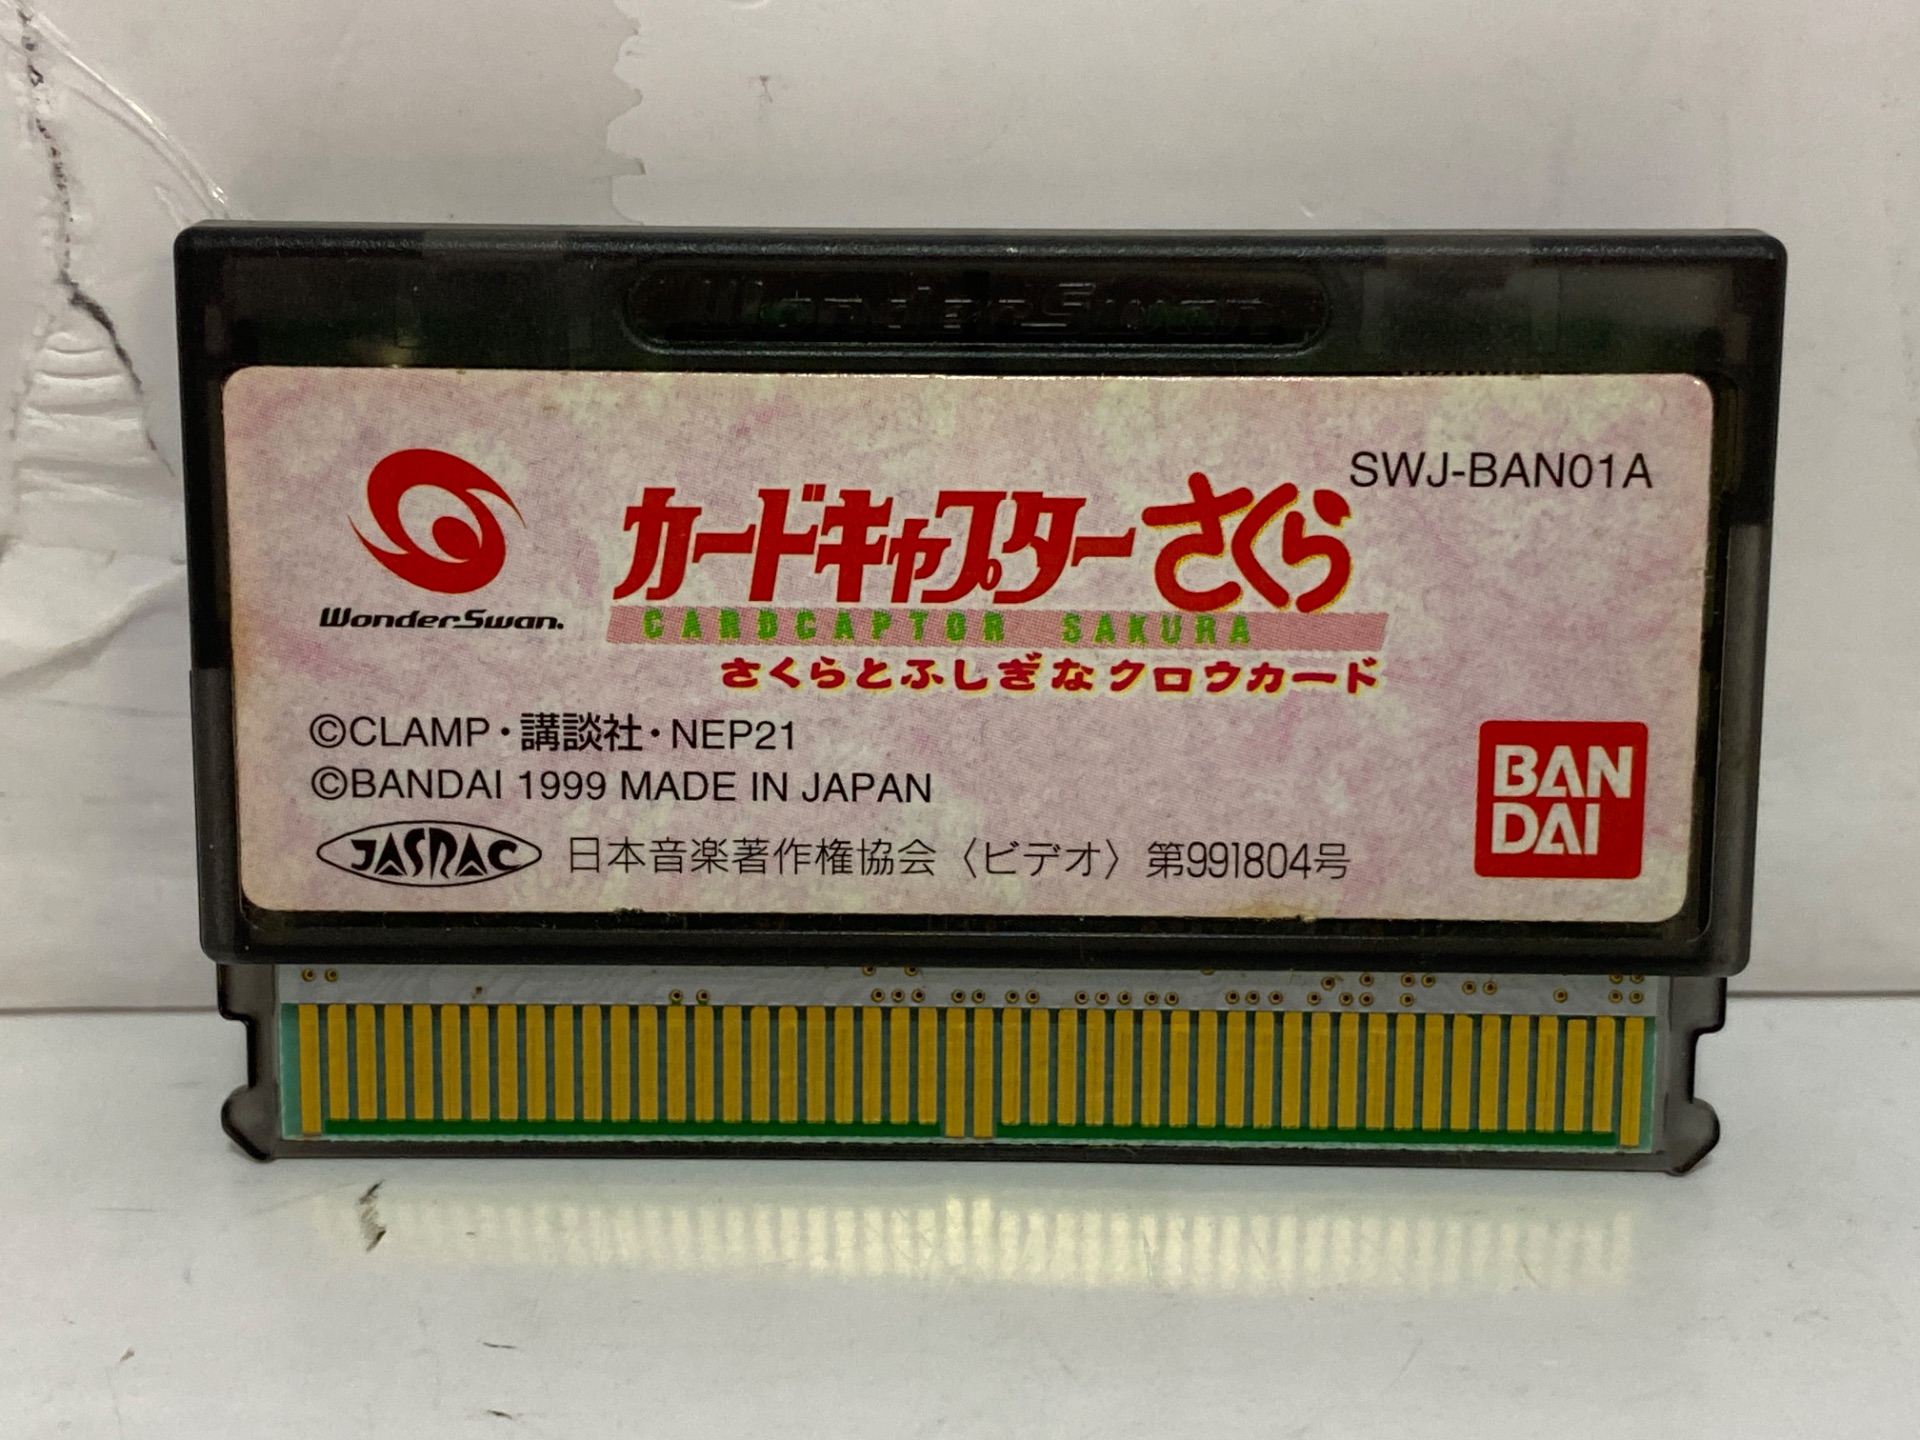 WonderSwan
SWJ-BAN01A
カードキャプターさくら
WonderSwan.
CARDCAPTOR SAKURA
さくらとふしぎなクロウカード
©CLAMP・講談社・NEP21
©BANDAI 1999 MADE IN JAPAN
BAN
DAI
JASRAC 日本音楽著作権協会〈ビデオ〉第991804号